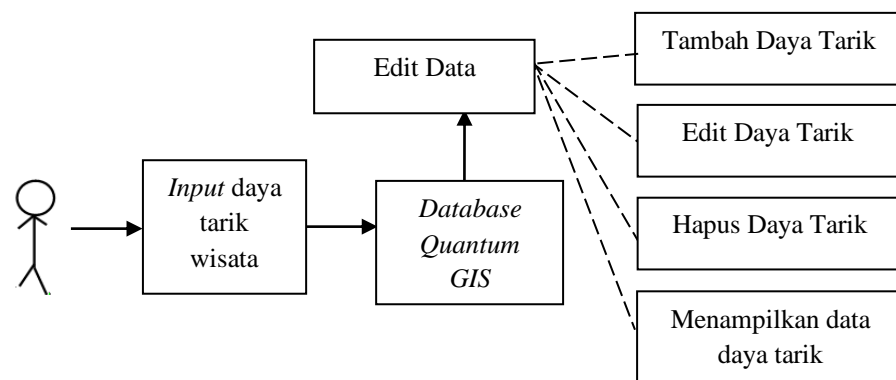 Input daya
tarik
wisata
Database
Quantum
GIS
Edit Data
Tambah Daya Tarik
Edit Daya Tarik
Hapus Daya Tarik
Menampilkan data
daya tarik